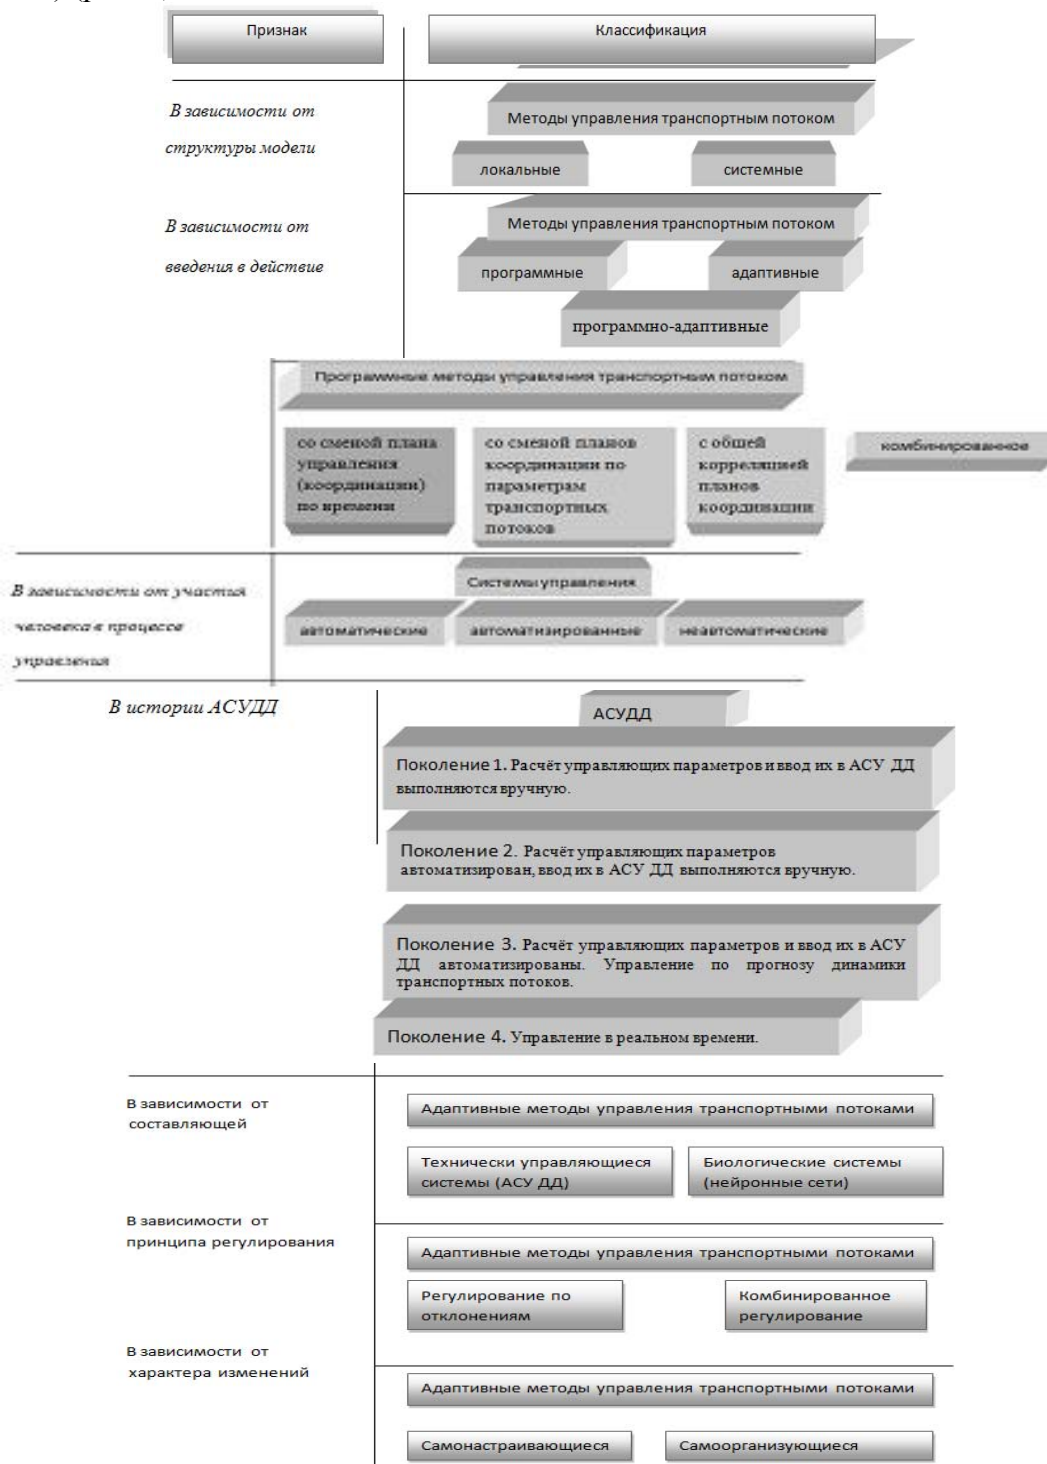 Признак
Классификация
В зависимости от
структуры модели
Методы управления транспортным потоком
локальные
системные
В зависимости от
введения в действие
Методы управления транспортным потоком
программные
адаптивные
программно-адаптивные
Программные методы управления транспортным потоком
со сменой плана
управления
(координации)
по времени
со сменой планов
координации по
параметрам
транспортных
потоков
с общей
корреляцией
планов
координации
комбинированное
В зависимости от участия
человека в процессе
управления
Системы управления
автоматические
автоматизированные
неавтоматические
В истории АСУДД
АСУДД
Поколение 1. Расчёт управляющих параметров и ввод их в АСУ ДД
выполняются вручную.
Поколение 2. Расчёт управляющих параметров
автоматизирован, ввод их в АСУ ДД выполняются вручную.
Поколение 3. Расчёт управляющих параметров и ввод их в АСУ
ДД автоматизированы. Управление по прогнозу динамики
транспортных потоков.
Поколение 4. Управление в реальном времени.
В зависимости от
составляющей
Адаптивные методы управления транспортными потоками
Технически управляющиеся
системы (АСУ ДД)
Биологические системы
(нейронные сети)
В зависимости от
принципа регулирования
Адаптивные методы управления транспортными потоками
Регулирование по
отклонениям
Комбинированное
регулирование
В зависимости от
характера изменений
Адаптивные методы управления транспортными потоками
Самонастраивающиеся
Самоорганизующиеся